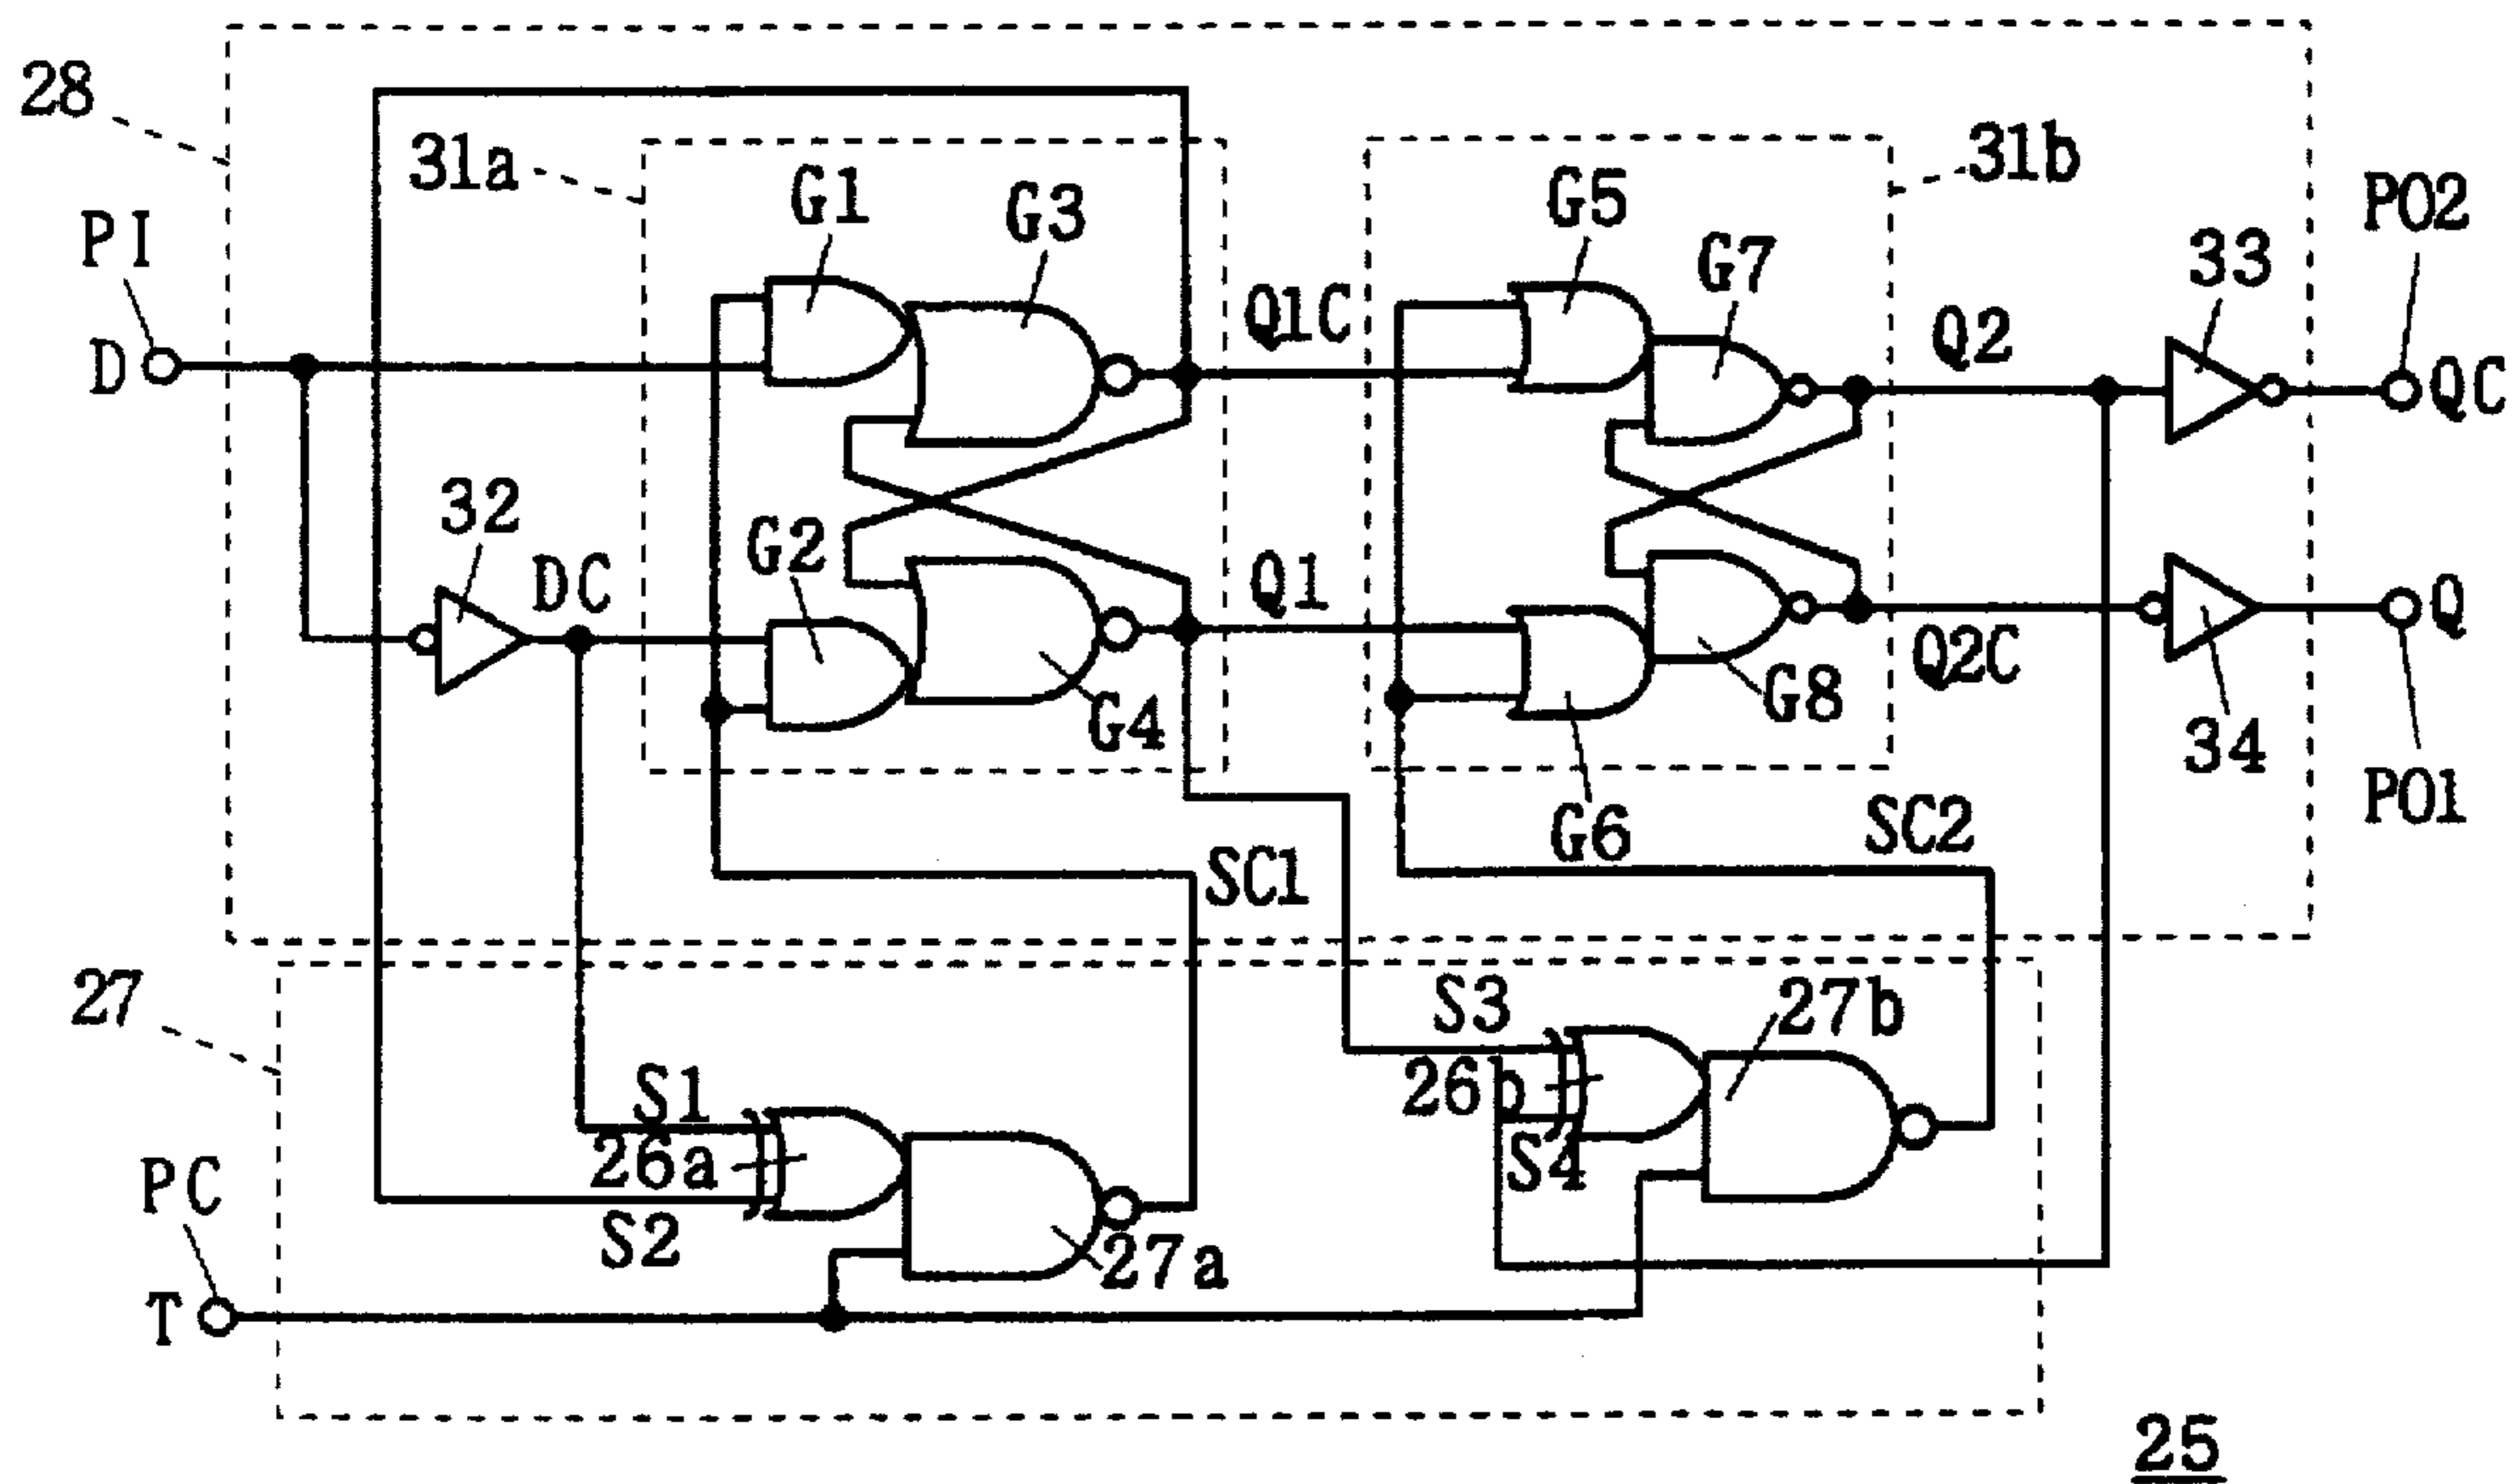 28
31a
G1
G3
G5
G7
31b
PO2
33
PI
D
Q1C
Q2
QC
32
DC
G2
G4
Q1
G6
G8
Q2C
Q
34
PO1
SC1
SC2
27
S1
26a
S2
27a
S3
26b
S4
27b
PC
T
25